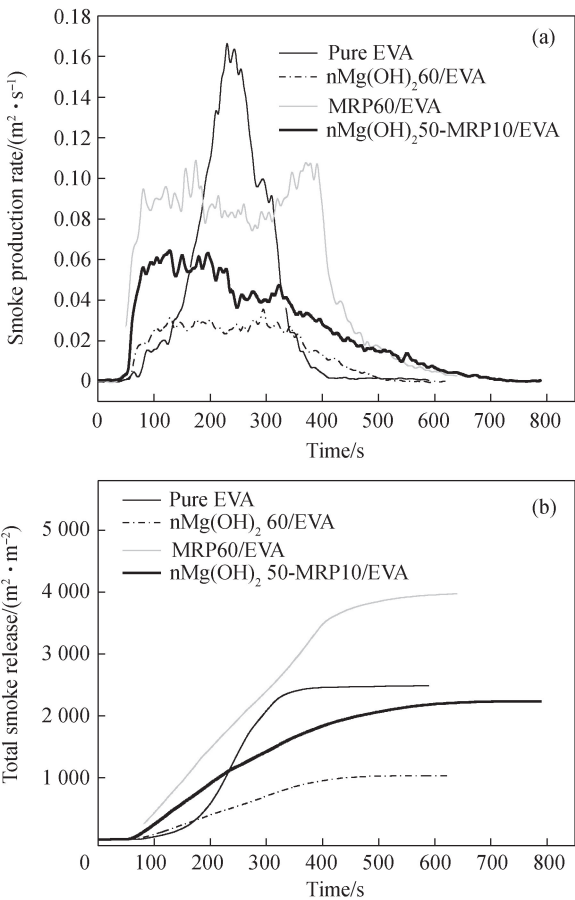 (a)
0.18
0.16
0.14
0.12
0.10
0.08
0.06
0.04
0.02
0
Smoke production rate/(m²·s⁻¹)
Pure EVA
nMg(OH)₂60/EVA
MRP60/EVA
nMg(OH)₂50-MRP10/EVA
0 100 200 300 400 500 600 700 800
Time/s
(b)
5 000
4 000
3 000
2 000
1 000
Total smoke release/(m²·m⁻²)
Pure EVA
nMg(OH)₂ 60/EVA
MRP60/EVA
nMg(OH)₂ 50-MRP10/EVA
0 100 200 300 400 500 600 700 800
Time/s